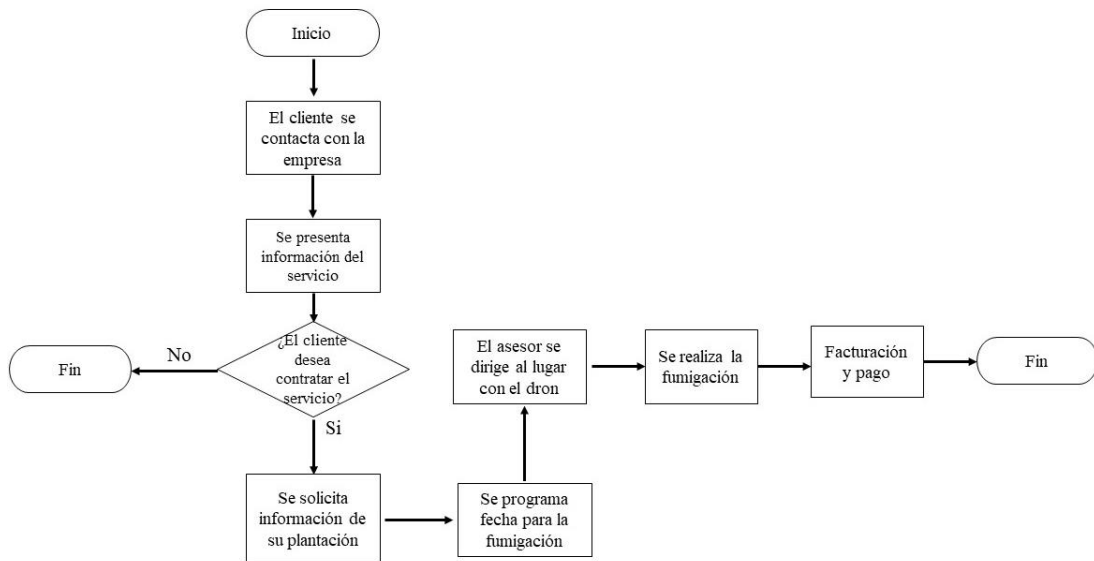 Inicio
El cliente se
contacta con la
empresa
Se presenta
información del
servicio
¿El cliente
desea
contratar el
servicio?
No
Fin
Si
Se solicita
información de
su plantación
Se programa
fecha para la
fumigación
El asesor se
dirige al lugar
con el dron
Se realiza la
fumigación
Facturación
y pago
Fin